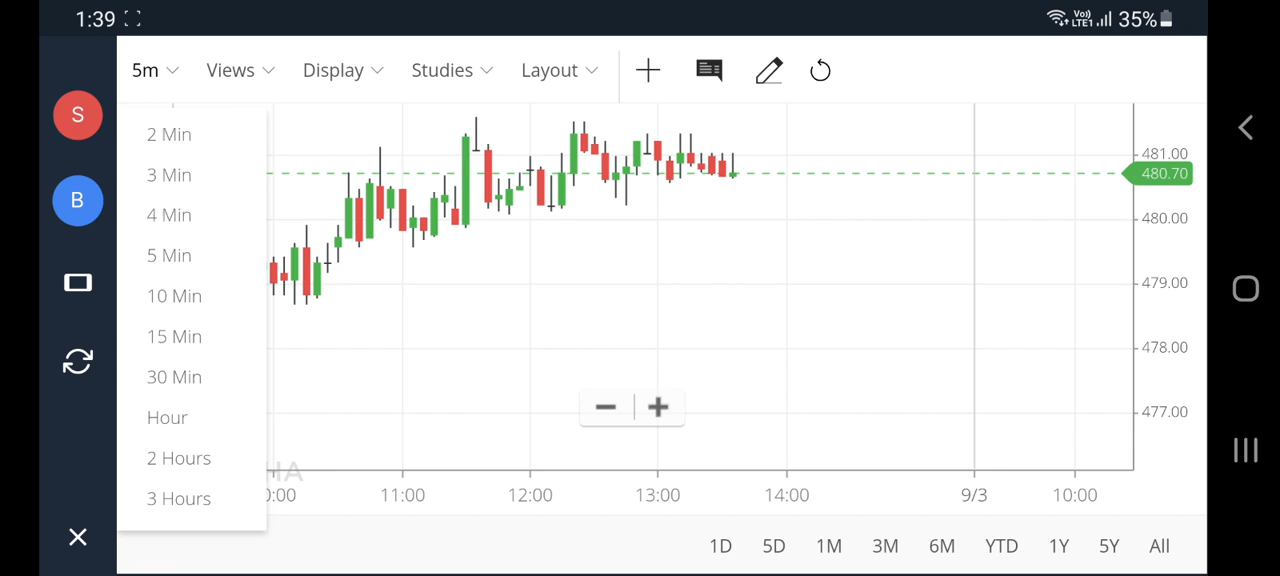 1:39 Vo) LTE1 35%
5m Views Display Studies Layout
S
B
2 Min
3 Min
4 Min
5 Min
10 Min
15 Min
30 Min
Hour
2 Hours
3 Hours
481.00
480.70
480.00
479.00
478.00
477.00
HA
0:00 11:00 12:00 13:00 14:00 9/3 10:00
1D 5D 1M 3M 6M YTD 1Y 5Y All